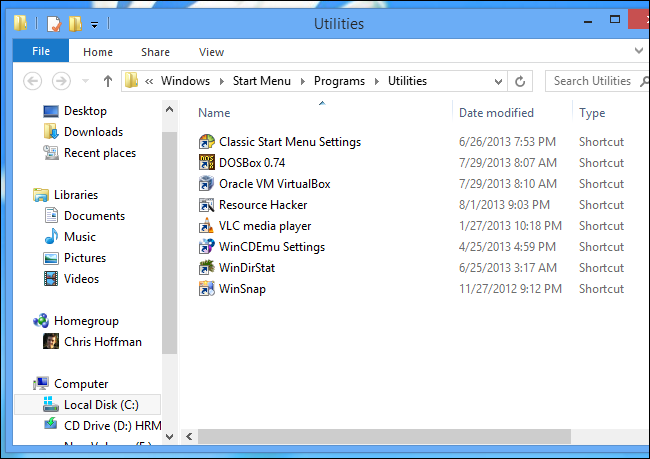 Utilities
File Home Share View
« Windows Start Menu Programs Utilities Search Utilities
Name Date modified Type
Desktop
Downloads
Recent places
Libraries
Documents
Music
Pictures
Videos
Homegroup
Chris Hoffman
Computer
Local Disk (C:)
CD Drive (D:) HRM
Classic Start Menu Settings 6/26/2013 7:53 PM Shortcut
DOSBox 0.74 7/29/2013 8:07 AM Shortcut
Oracle VM VirtualBox 7/29/2013 8:10 AM Shortcut
Resource Hacker 8/1/2013 9:03 PM Shortcut
VLC media player 1/27/2013 10:18 PM Shortcut
WinCDEmu Settings 4/25/2013 4:59 PM Shortcut
WinDirStat 6/25/2013 3:17 AM Shortcut
WinSnap 11/27/2012 9:12 PM Shortcut